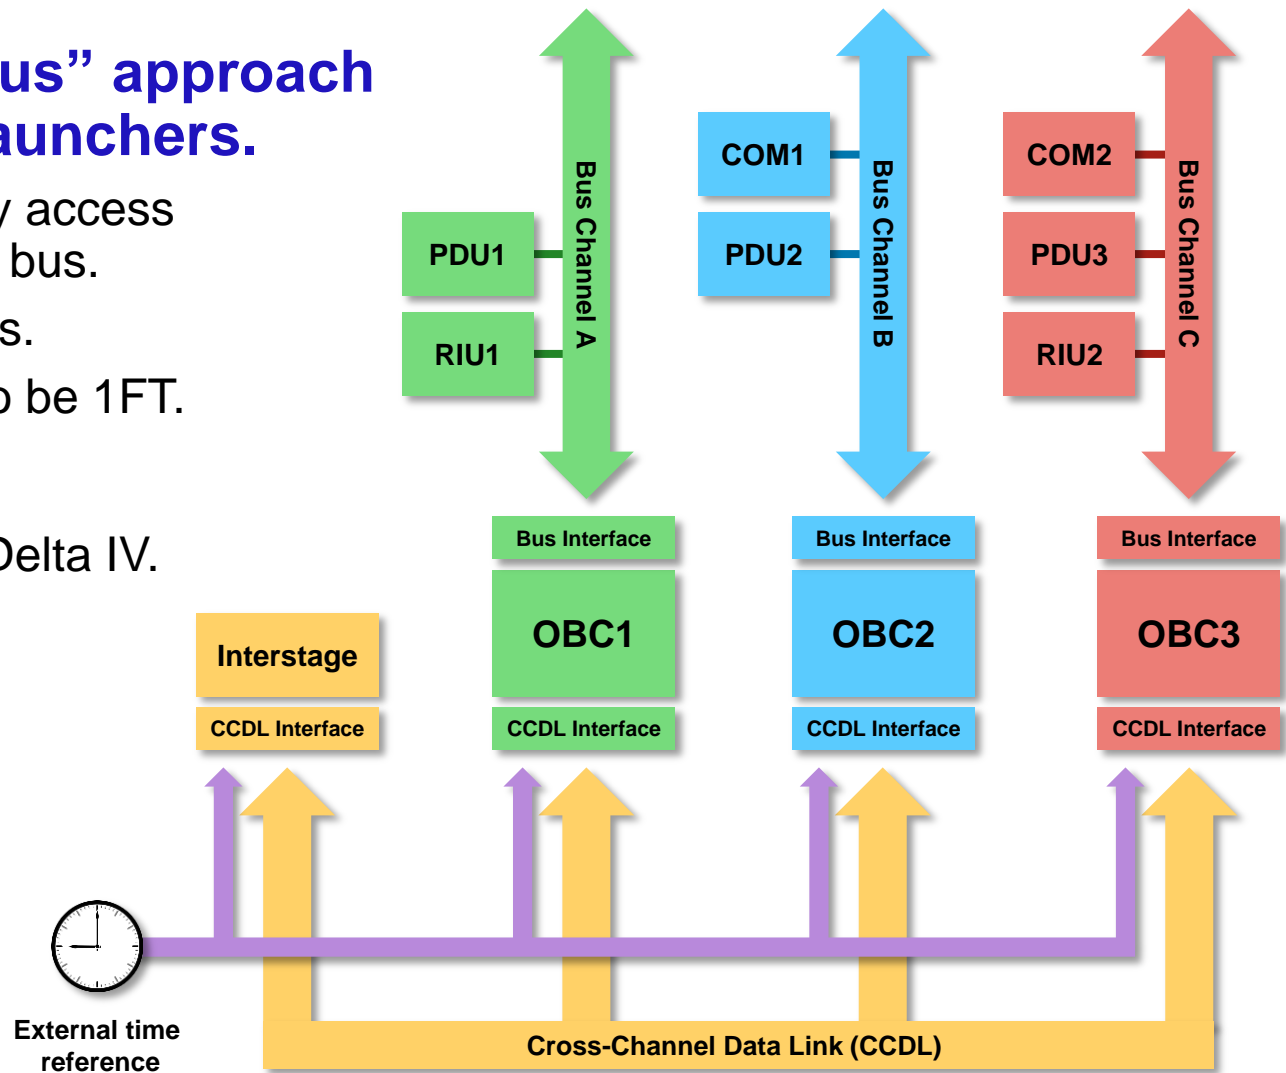 us” approach
aunchers.
y access
bus.
s.
o be 1FT.
Delta IV.
Bus Channel A
PDU1
RIU1
Bus Channel B
COM1
PDU2
Bus Channel C
COM2
PDU3
RIU2
Bus Interface
Bus Interface
Bus Interface
OBC1
OBC2
OBC3
Interstage
CCDL Interface
CCDL Interface
CCDL Interface
CCDL Interface
External time
reference
Cross-Channel Data Link (CCDL)